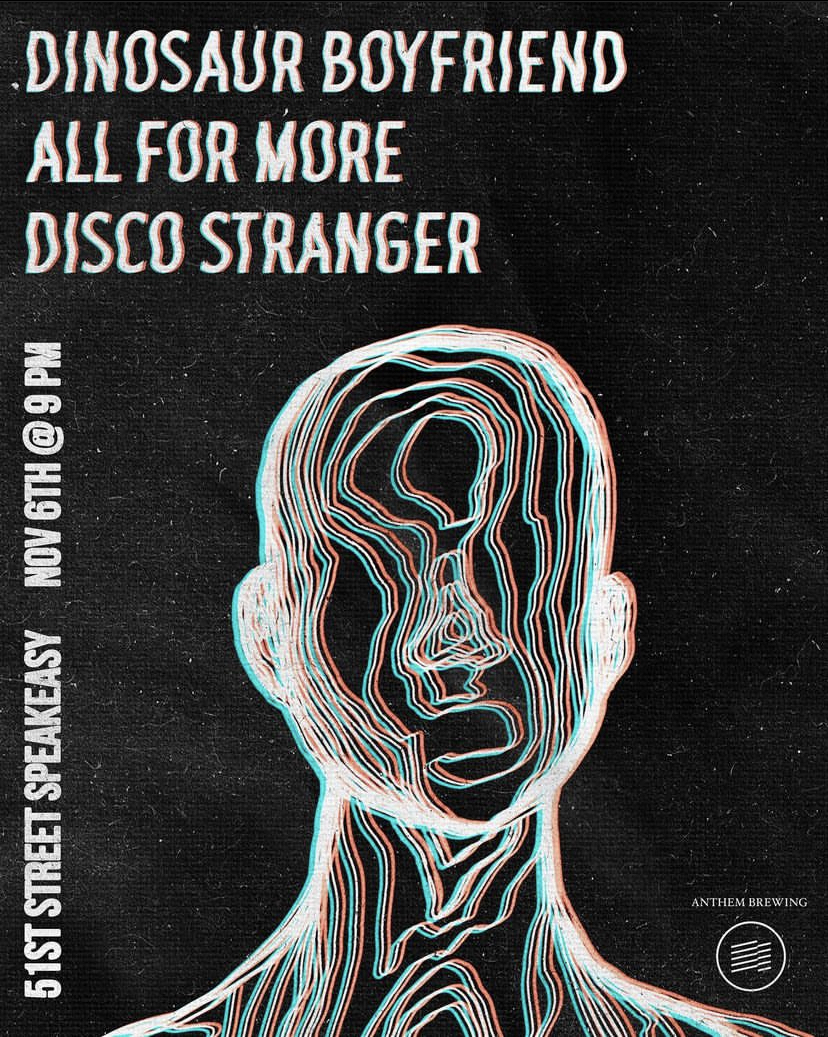 DINOSAUR BOYFRIEND
ALL FOR MORE
DISCO STRANGER
51ST STREET SPEAKEASY NOV 6TH @ 9 PM
ANTHEM BREWING